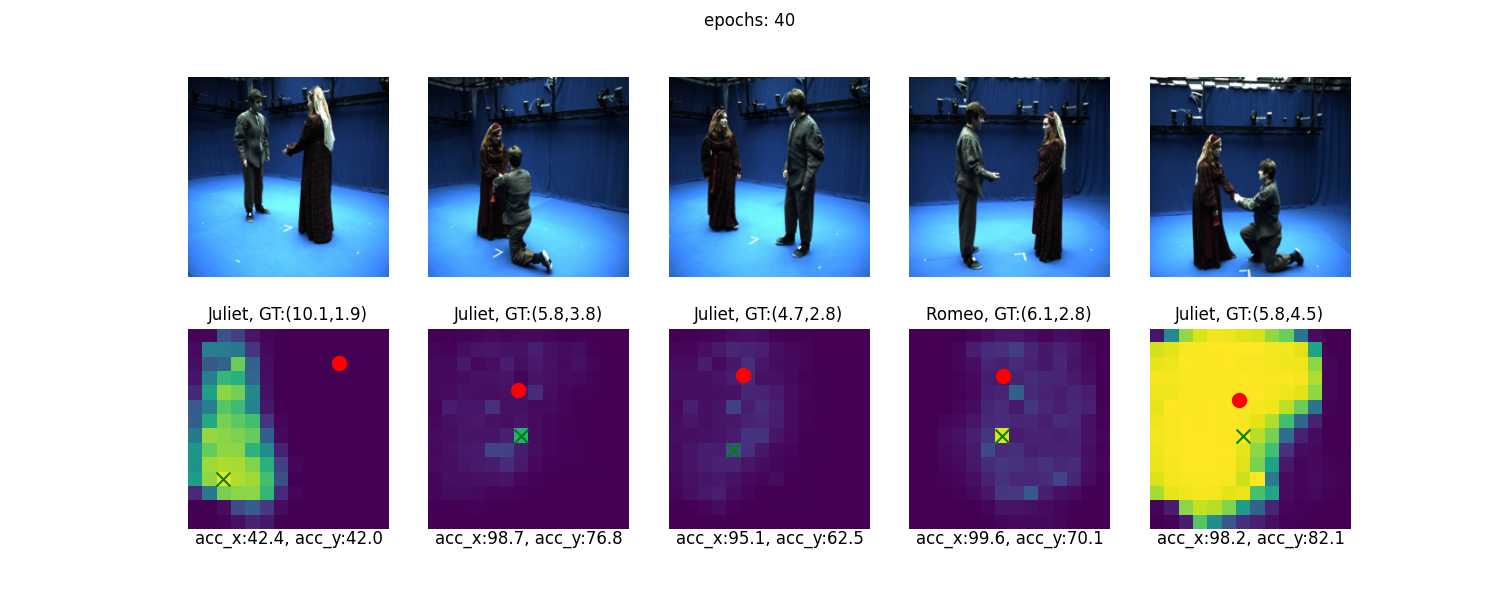 epochs: 40
Juliet, GT:(10.1,1.9)
Juliet, GT:(5.8,3.8)
Juliet, GT:(4.7,2.8)
Romeo, GT:(6.1,2.8)
Juliet, GT:(5.8,4.5)
acc_x:42.4, acc_y:42.0
acc_x:98.7, acc_y:76.8
acc_x:95.1, acc_y:62.5
acc_x:99.6, acc_y:70.1
acc_x:98.2, acc_y:82.1